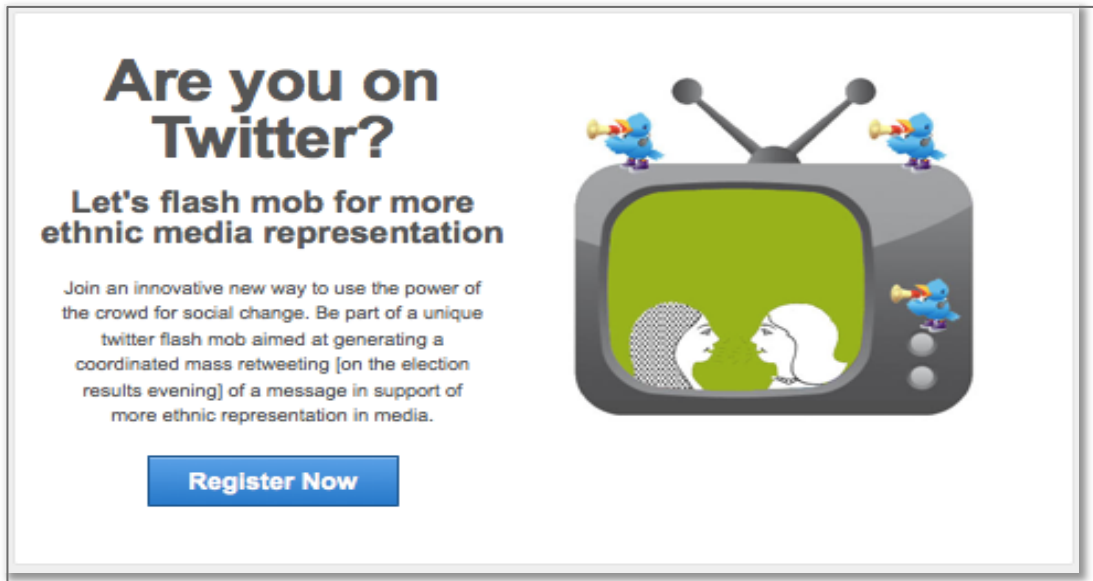 Are you on
Twitter?
Let's flash mob for more
ethnic media representation
Join an innovative new way to use the power of
the crowd for social change. Be part of a unique
twitter flash mob aimed at generating a
coordinated mass retweeting [on the election
results evening] of a message in support of
more ethnic representation in media.
Register Now